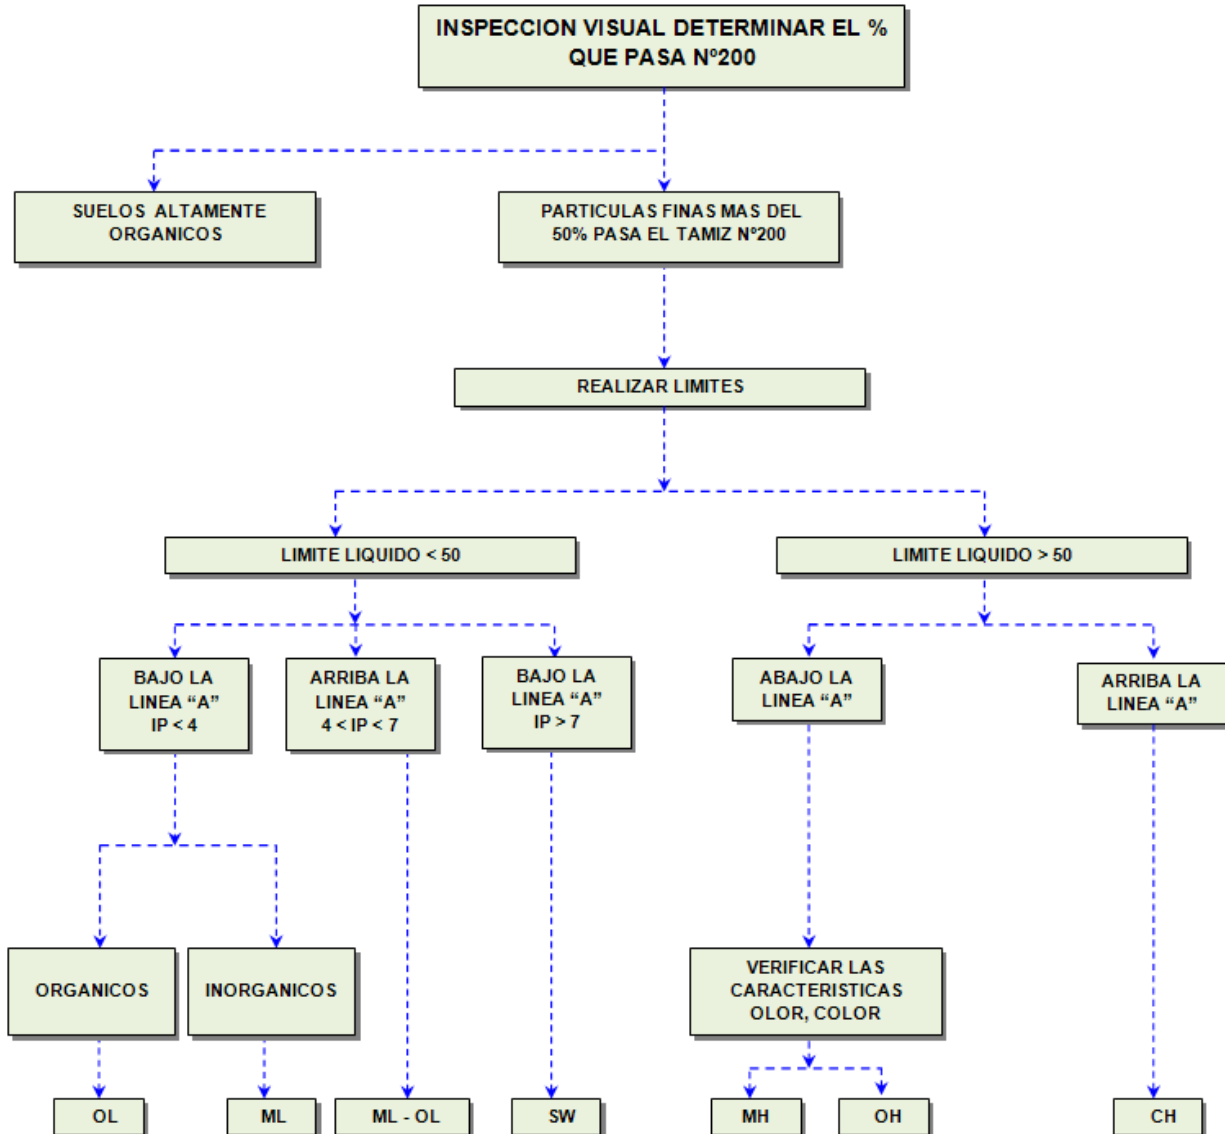 INSPECCION VISUAL DETERMINAR EL %
QUE PASA Nº200
SUELOS ALTAMENTE
ORGANICOS
PARTICULAS FINAS MAS DEL
50% PASA EL TAMIZ Nº200
REALIZAR LIMITES
LIMITE LIQUIDO < 50
LIMITE LIQUIDO > 50
BAJO LA
LINEA “A”
IP < 4
ARRIBA LA
LINEA “A”
4 < IP < 7
BAJO LA
LINEA “A”
IP > 7
ABAJO LA
LINEA “A”
ARRIBA LA
LINEA “A”
ORGANICOS
INORGANICOS
VERIFICAR LAS
CARACTERISTICAS
OLOR, COLOR
OL
ML
ML - OL
SW
MH
OH
CH